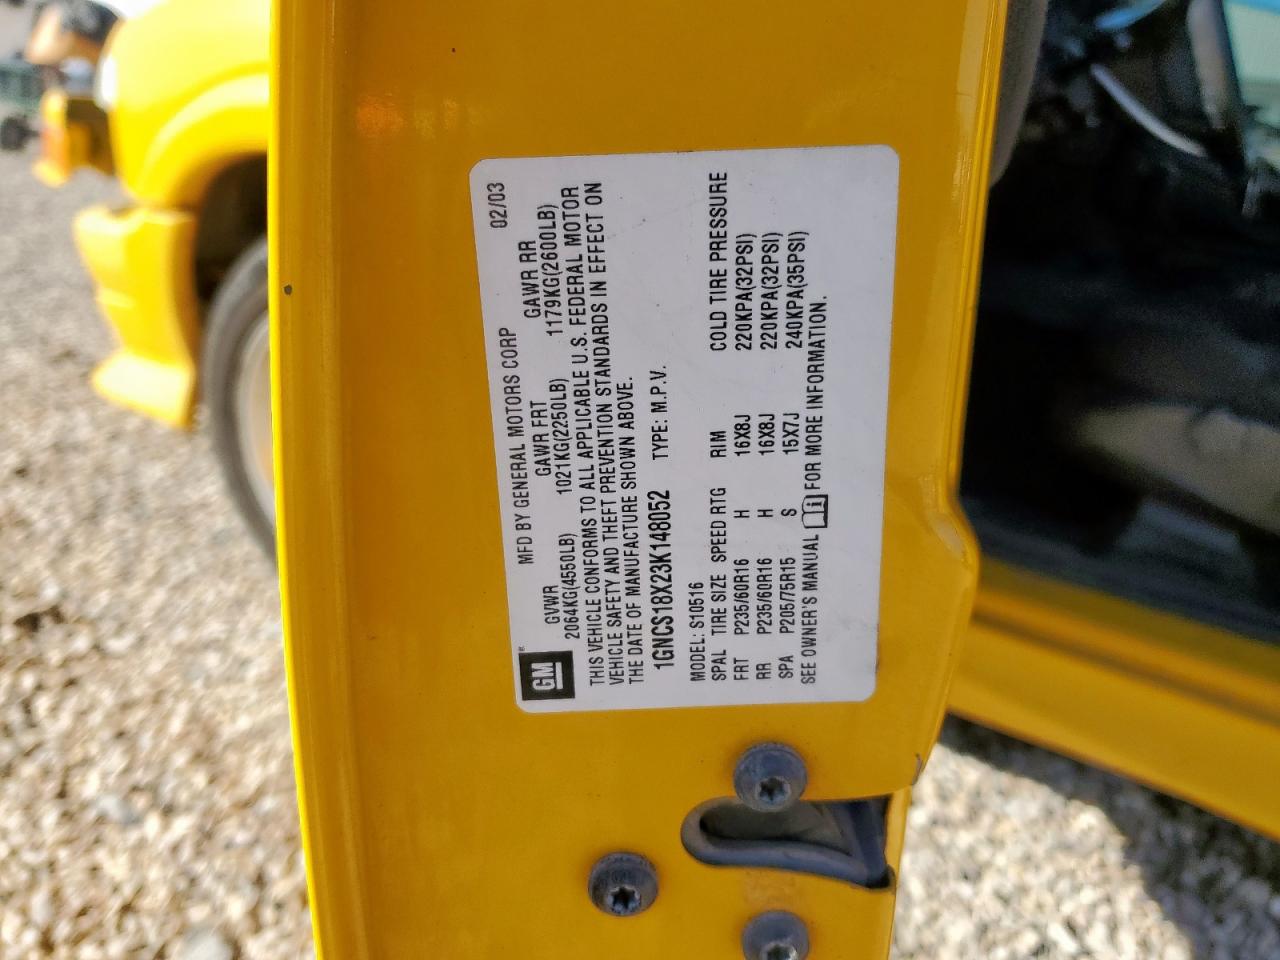 MFD BY GENERAL MOTORS CORP 02/03
GM
GVWR GAWR FRT GAWR RR
2064KG(4550LB) 1021KG(2250LB) 1179KG(2600LB)
THIS VEHICLE CONFORMS TO ALL APPLICABLE U.S. FEDERAL MOTOR
VEHICLE SAFETY AND THEFT PREVENTION STANDARDS IN EFFECT ON
THE DATE OF MANUFACTURE SHOWN ABOVE.
1GNCS18X23K148052 TYPE: M.P.V.
MODEL: S10516
SPAL TIRE SIZE SPEED RTG RIM COLD TIRE PRESSURE
FRT P235/60R16 H 16X8J 220KPA(32PSI)
RR P235/60R16 H 16X8J 220KPA(32PSI)
SPA P205/75R15 S 15X7J 240KPA(35PSI)
SEE OWNER'S MANUAL FOR MORE INFORMATION.